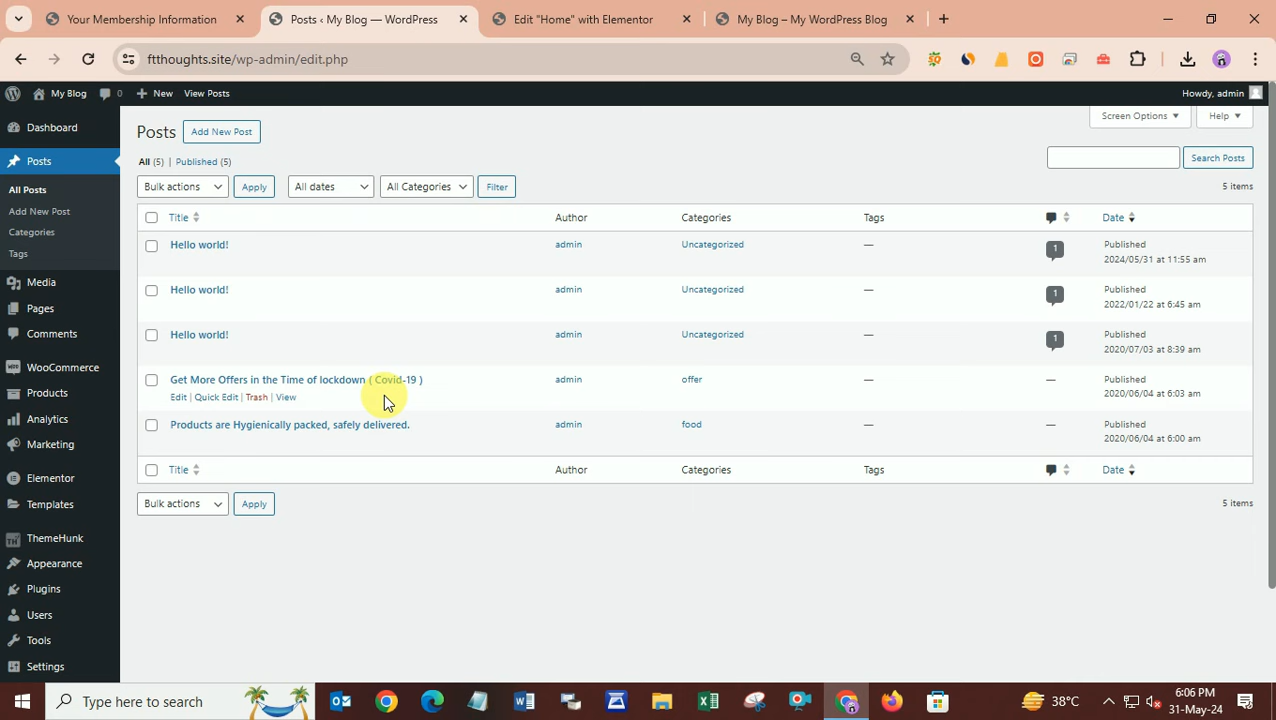 Your Membership Information
Posts ‹ My Blog — WordPress
Edit "Home" with Elementor
My Blog – My WordPress Blog
ftthoughts.site/wp-admin/edit.php
My Blog
0
New
View Posts
Howdy, admin
Dashboard
Posts
All Posts
Add New Post
Categories
Tags
Media
Pages
Comments
WooCommerce
Products
Analytics
Marketing
Elementor
Templates
ThemeHunk
Appearance
Plugins
Users
Tools
Settings
Posts
Add New Post
Screen Options
Help
All (5) | Published (5)
Search Posts
Bulk actions
Apply
All dates
All Categories
Filter
5 items
Title
Author
Categories
Tags
Date
Hello world!
admin
Uncategorized
—
1
Published
2024/05/31 at 11:55 am
Hello world!
admin
Uncategorized
—
1
Published
2022/01/22 at 6:45 am
Hello world!
admin
Uncategorized
—
1
Published
2020/07/03 at 8:39 am
Get More Offers in the Time of lockdown ( Covid-19 )
Edit | Quick Edit | Trash | View
admin
offer
—
—
Published
2020/06/04 at 6:03 am
Products are Hygienically packed, safely delivered.
admin
food
—
—
Published
2020/06/04 at 6:00 am
Title
Author
Categories
Tags
Date
Bulk actions
Apply
5 items
Type here to search
38°C
6:06 PM
31-May-24